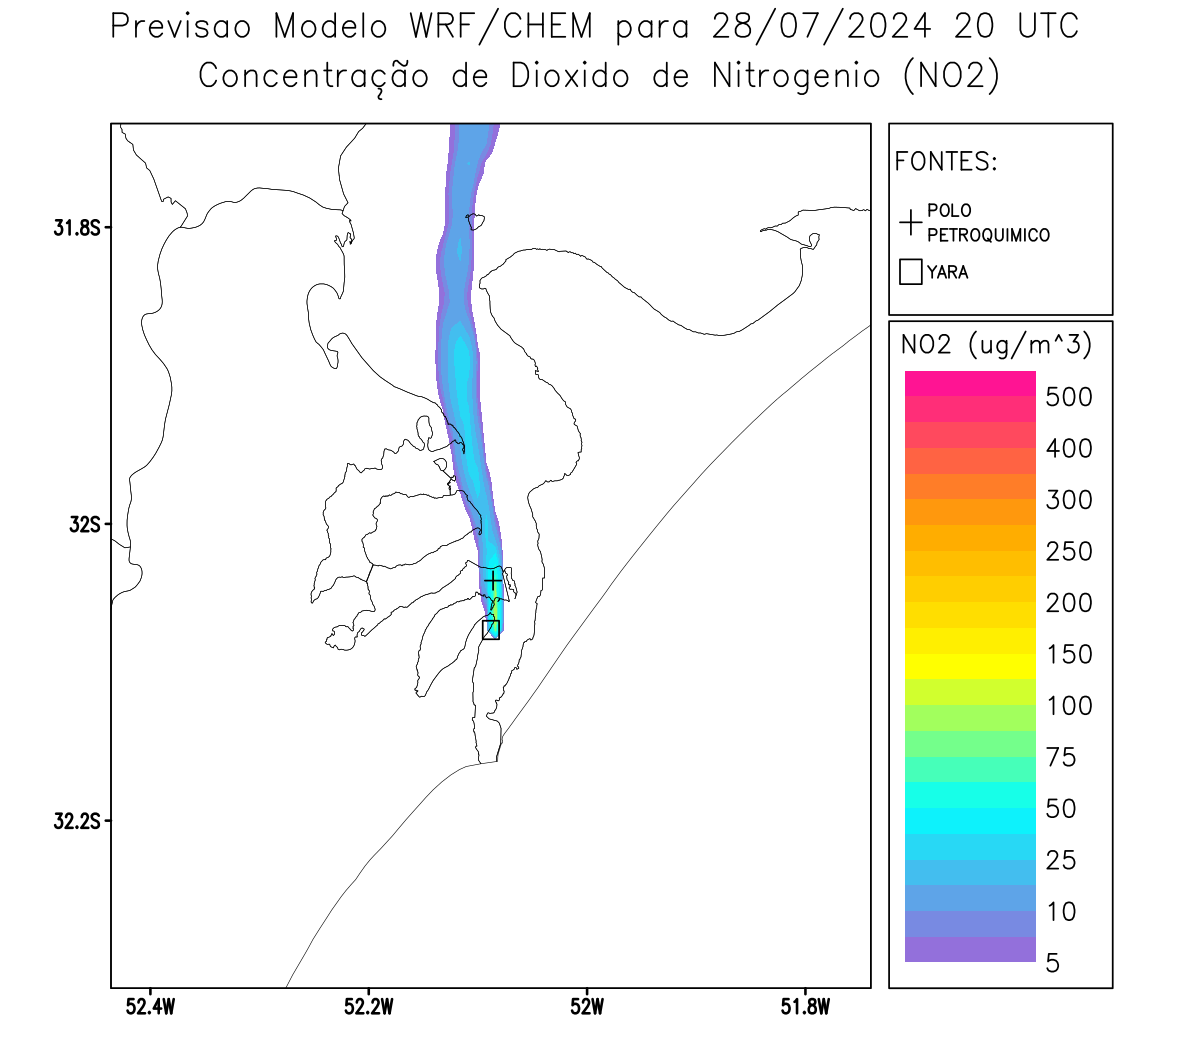 Previsao Modelo WRF/CHEM para 28/07/2024 20 UTC
Concentração de Dioxido de Nitrogenio (NO2)
FONTES:
POLO
PETROQUIMICO
YARA
NO2 (ug/m^3)
500
400
300
250
200
150
100
75
50
25
10
5
31.8S
32S
32.2S
52.4W
52.2W
52W
51.8W